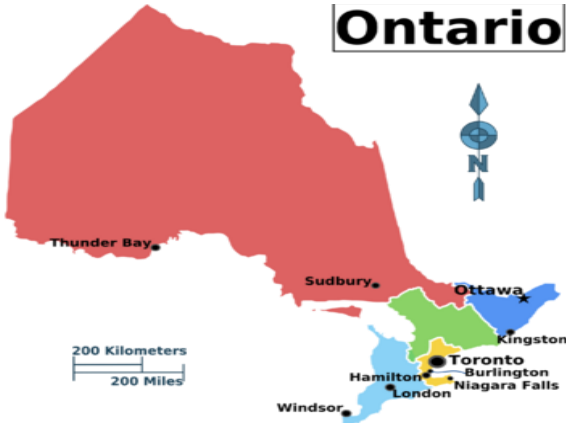 Ontario
N
Thunder Bay
Sudbury
Ottawa
Kingston
200 Kilometers
200 Miles
Toronto
Burlington
Hamilton
Niagara Falls
London
Windsor